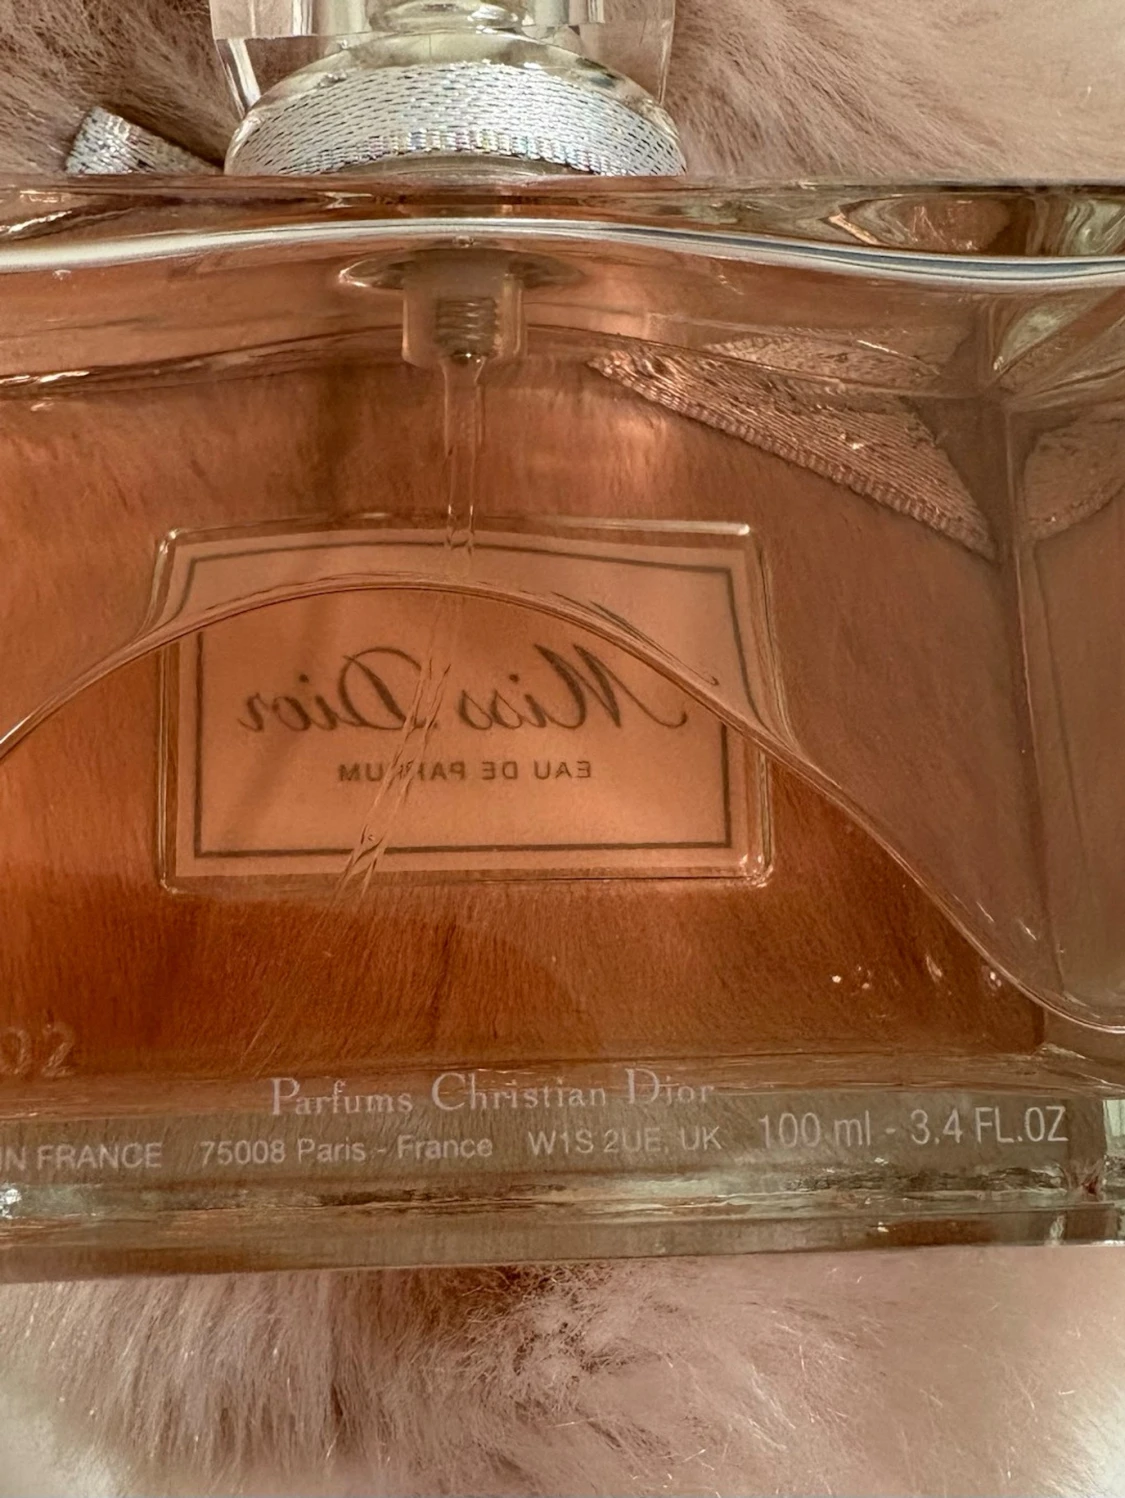 Miss Dior
EAU DE PARFUM
02
Parfums Christian Dior
IN FRANCE 75008 Paris - France W1S 2UE, UK 100 ml - 3.4 FL.OZ